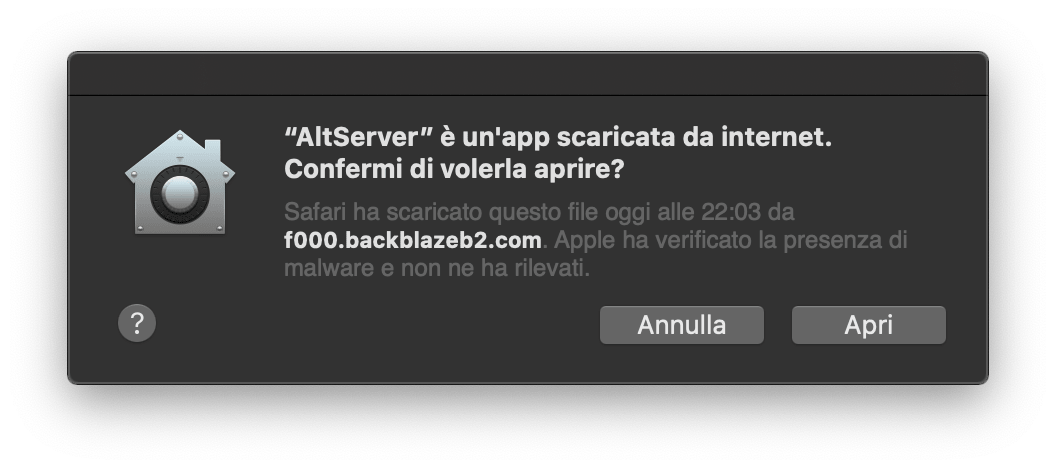 “AltServer” è un'app scaricata da internet.
Confermi di volerla aprire?
Safari ha scaricato questo file oggi alle 22:03 da
f000.backblazeb2.com. Apple ha verificato la presenza di
malware e non ne ha rilevati.
?
Annulla
Apri